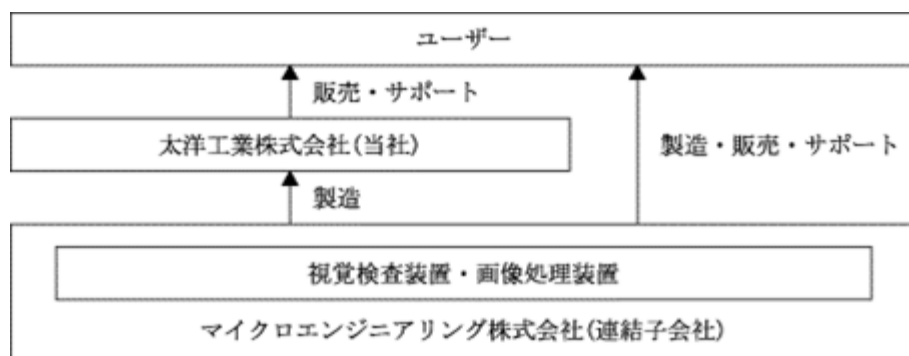 ユーザー
販売・サポート
太洋工業株式会社(当社)
製造・販売・サポート
製造
視覚検査装置・画像処理装置
マイクロエンジニアリング株式会社(連結子会社)